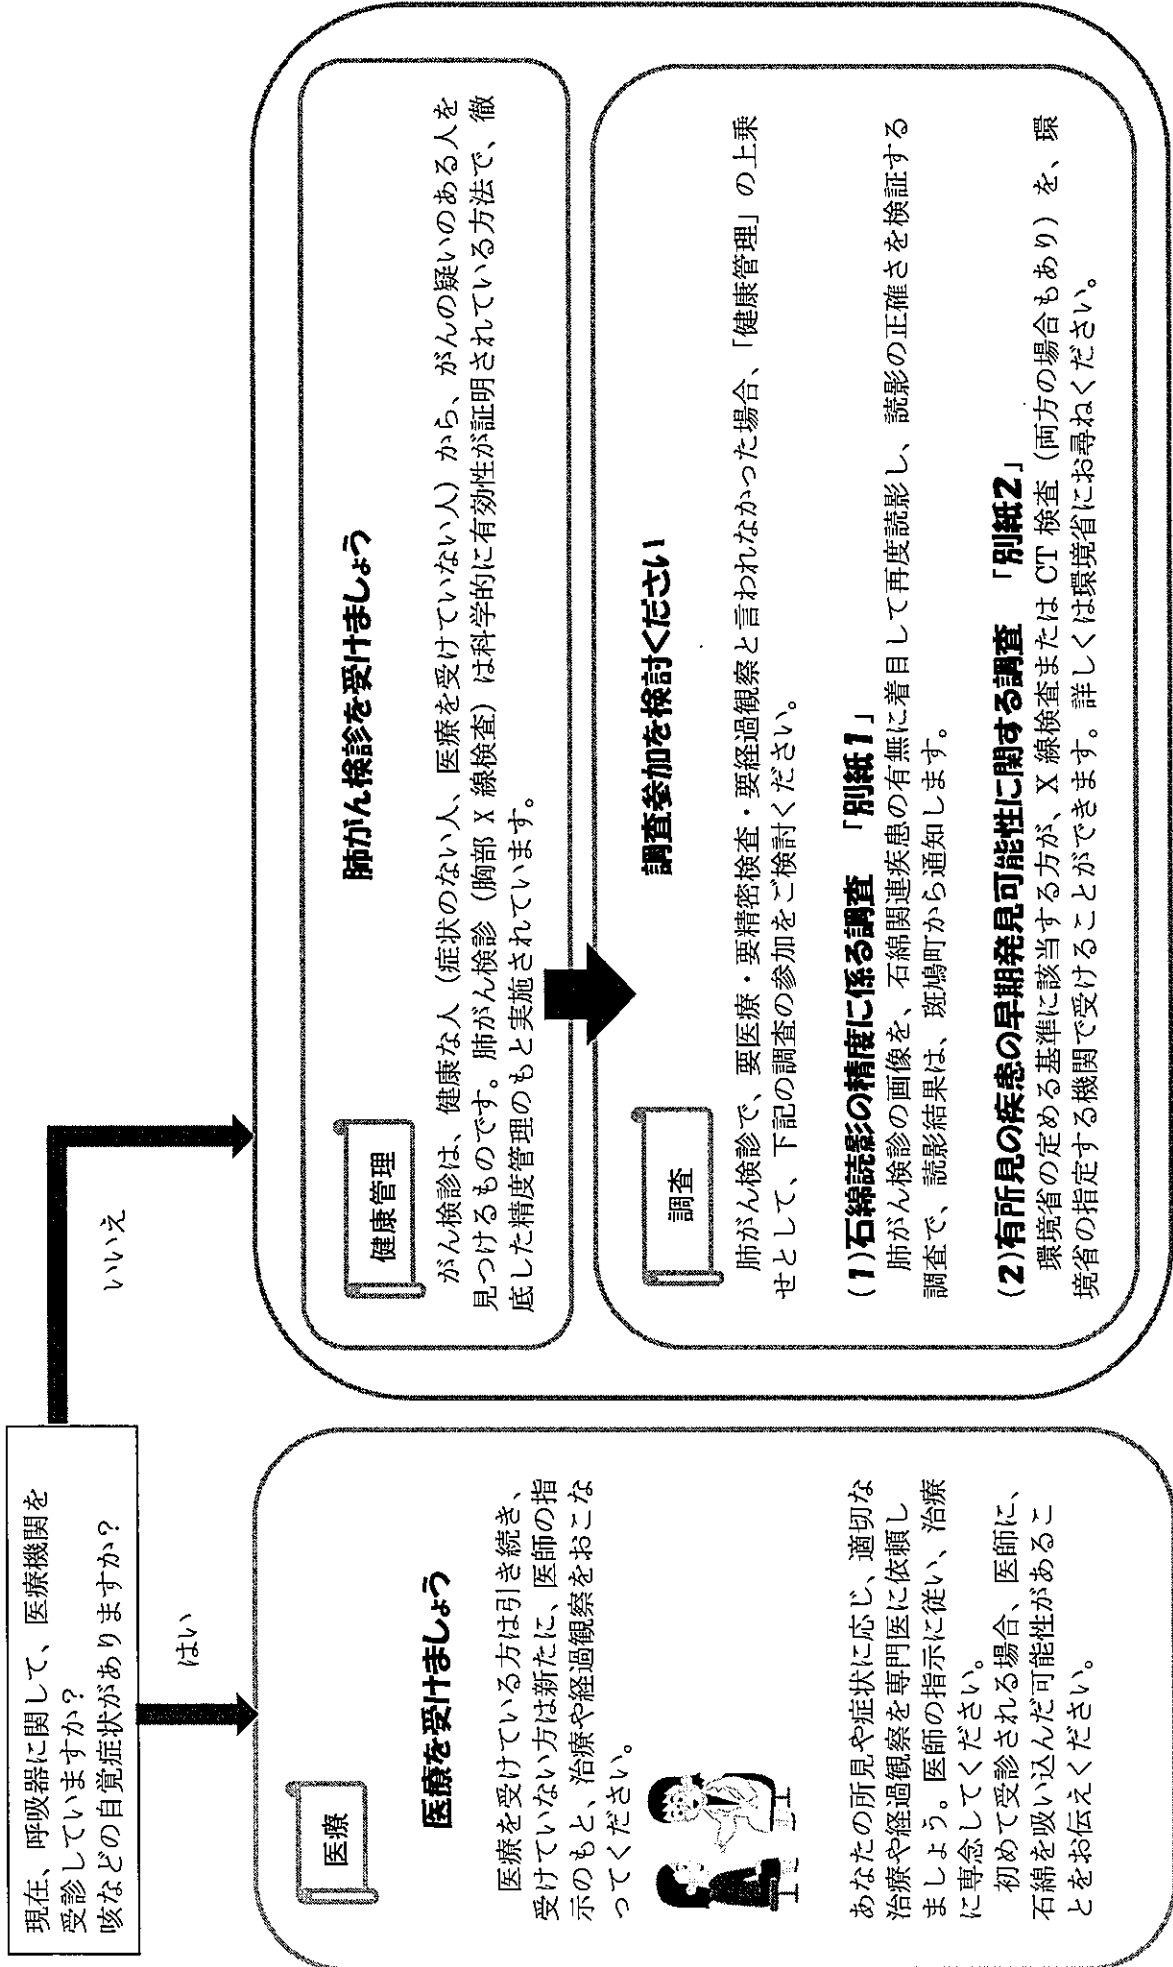 現在、呼吸器に関して、医療機関を
受診していますか？
咳などの自覚症状がありますか？
はい
いいえ
医療
医療を受けましょう
医療を受けている方は引き続き、
受けていない方は新たに、医師の指
示のもと、治療や経過観察をおこな
ってください。
あなたの所見や症状に応じ、適切な
治療や経過観察を専門医に依頼し
ましょう。医師の指示に従い、治療
に専念してください。
初めて受診される場合、医師に、
石綿を吸い込んだ可能性があるこ
とをお伝えください。
健康管理
肺がん検診を受けましょう
がん検診は、健康な人（症状のない人、医療を受けていない人）から、がんの疑いのある人を
見つけるものです。肺がん検診（胸部 X 線検査）は科学的に有効性が証明されている方法で、徹
底した精度管理のもと実施されています。
調査
調査参加を検討ください
肺がん検診で、要医療・要精密検査・要経過観察と言われなかった場合、「健康管理」の上乗
せとして、下記の調査の参加をご検討ください。
(1)石綿読影の精度に係る調査 「別紙1」
肺がん検診の画像を、石綿関連疾患の有無に着目して再度読影し、読影の正確さを検証する
調査で、読影結果は、斑鳩町から通知します。
(2)有所見の疾患の早期発見可能性に関する調査 「別紙2」
環境省の定める基準に該当する方が、X 線検査または CT 検査（両方の場合もあり）を、環
境省の指定する機関で受けることができます。詳しくは環境省にお尋ねください。